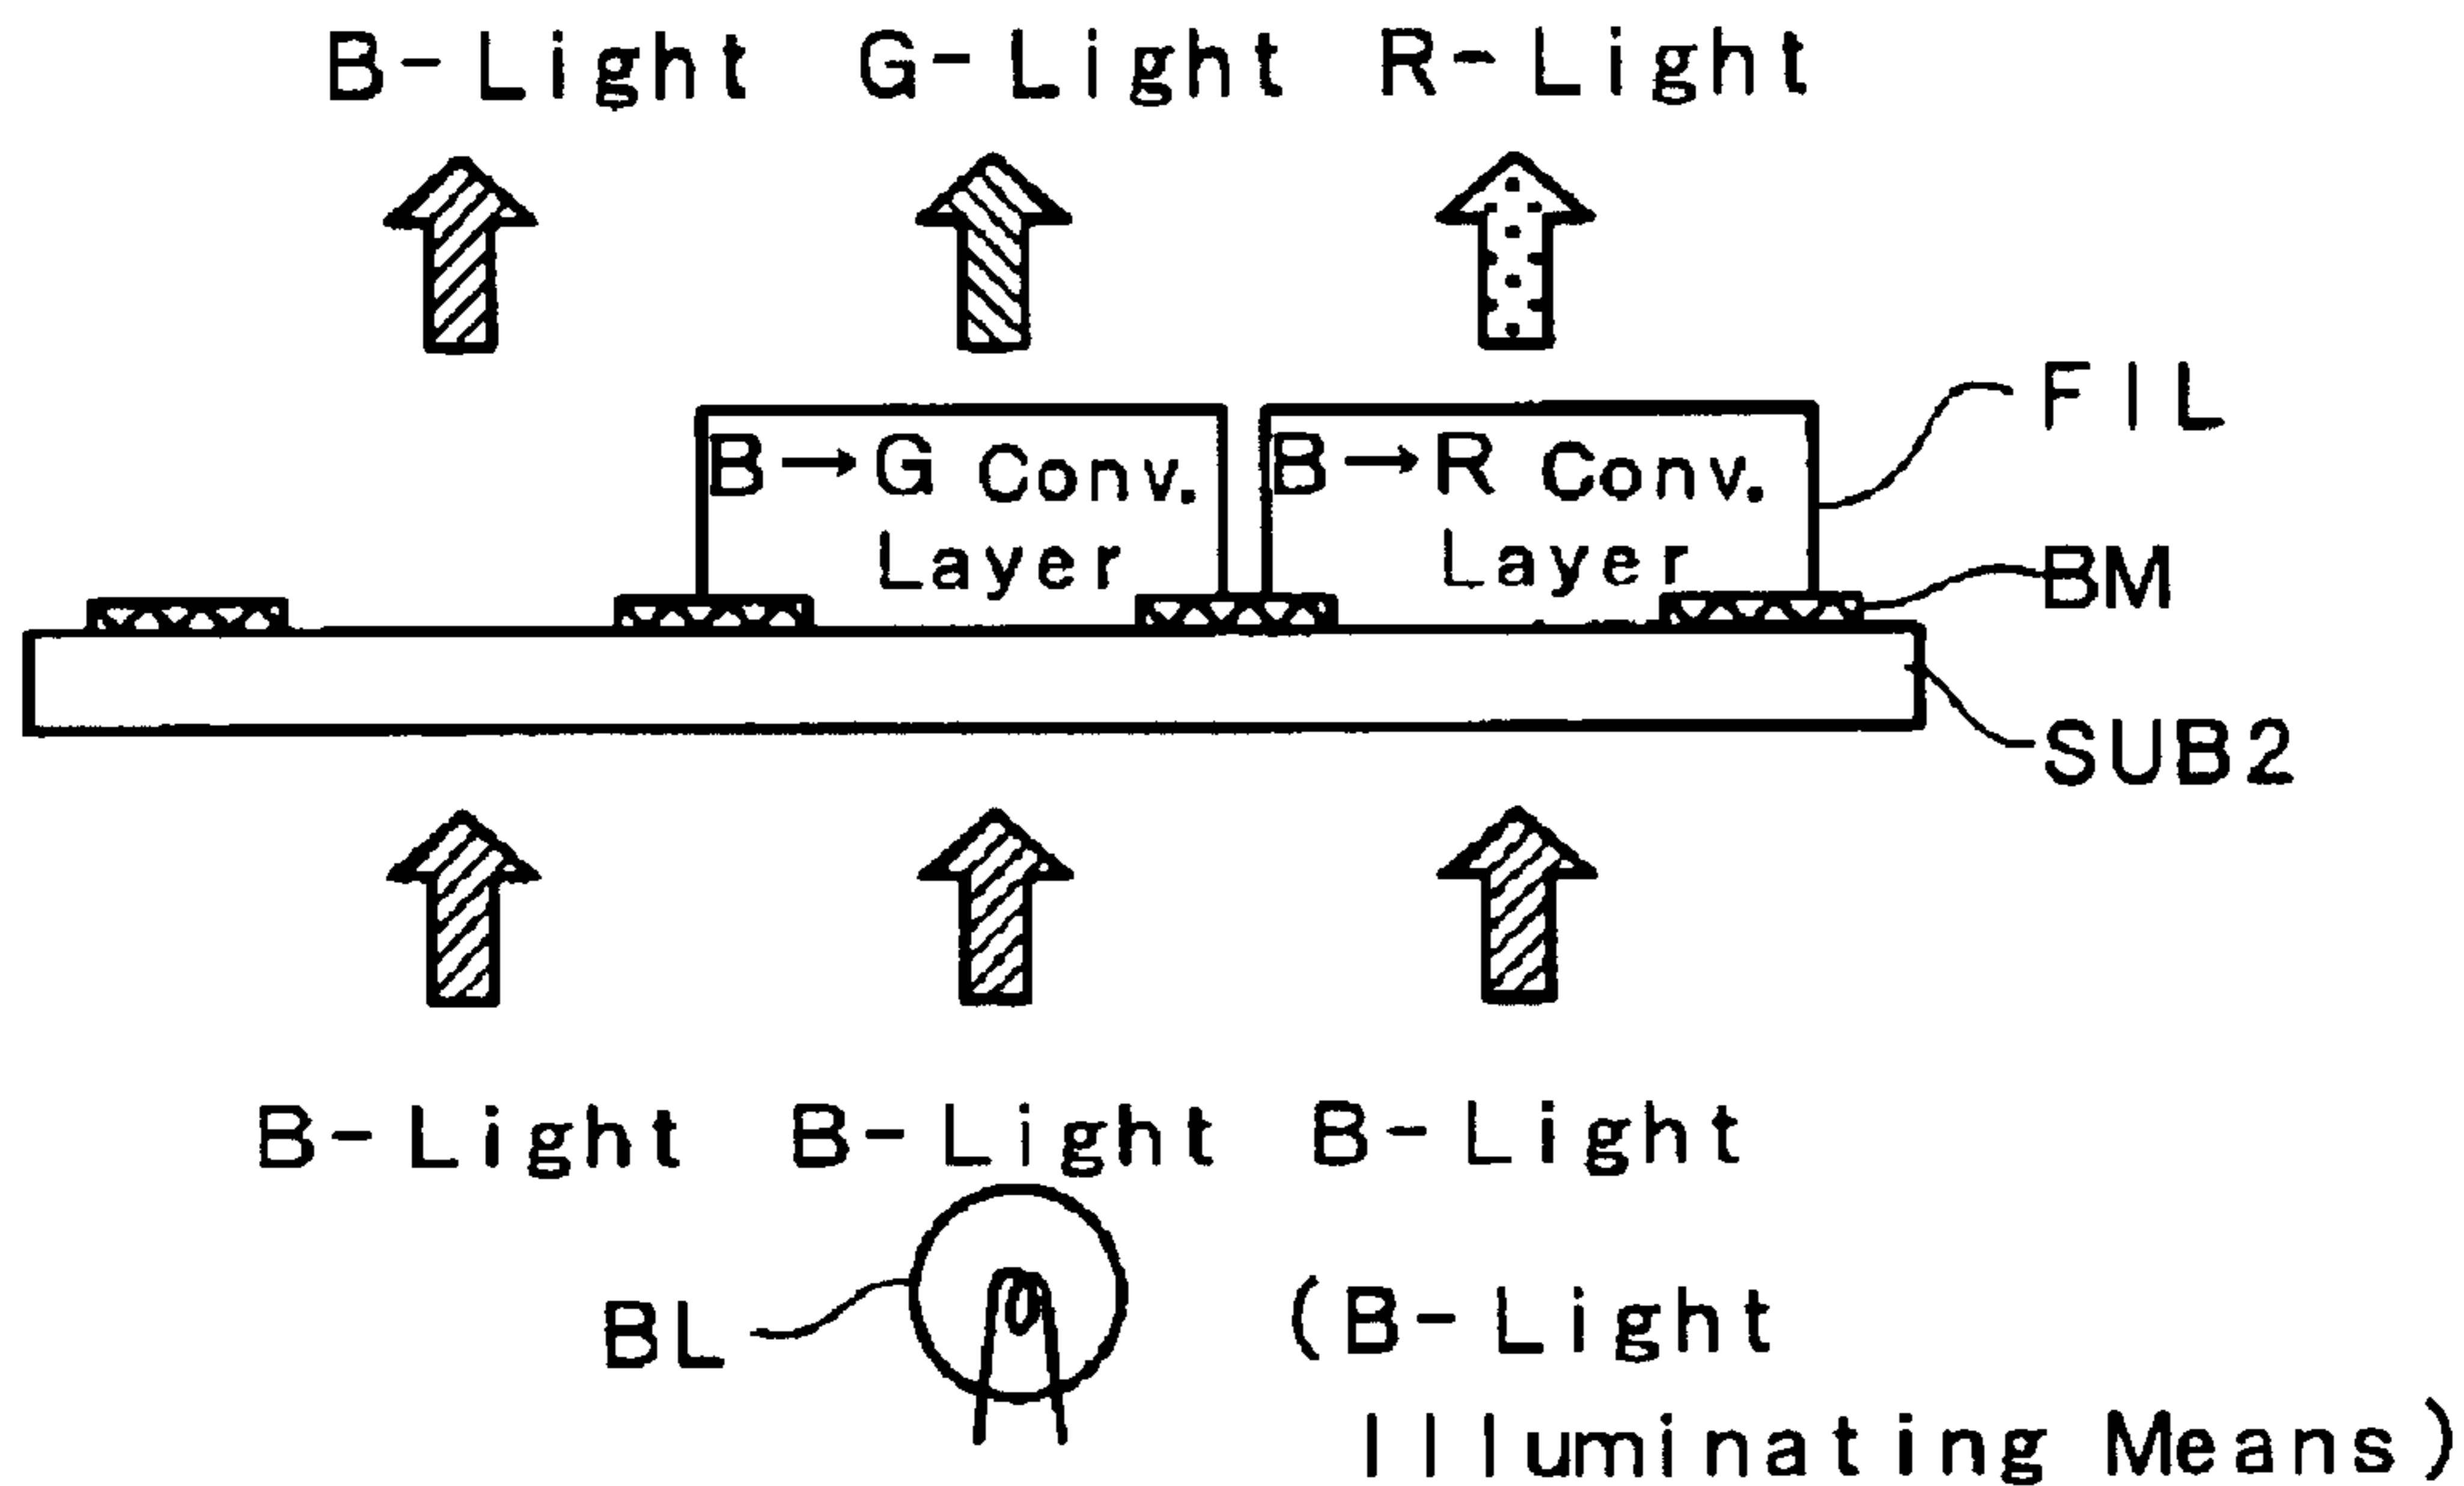 B-Light G-Light R-Light
FIL
B→G Conv. B→R Conv.
Layer Layer
BM
SUB2
B-Light B-Light B-Light
BL (B-Light
Illuminating Means)